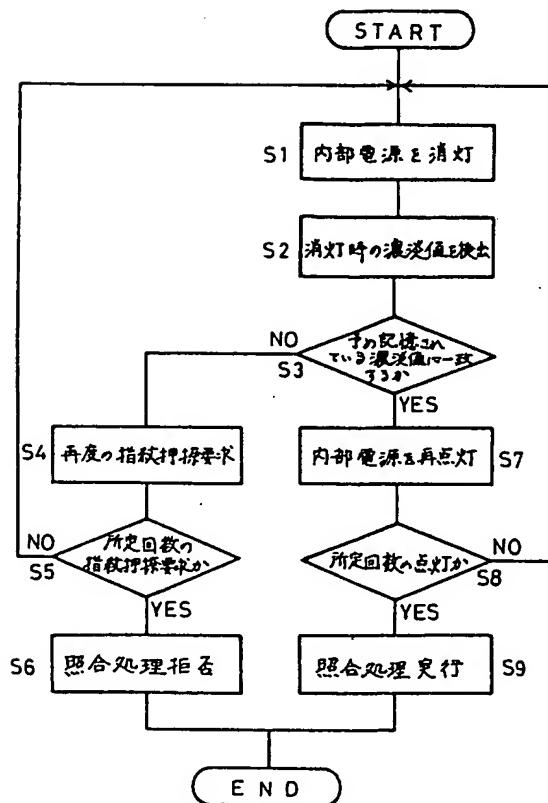 START
S1 内部電源を消灯
S2 消灯時の濃淡値を検出
NO
S3
予め記憶され
ている濃淡値に一致
するか
YES
S4 再度の指紋押捺要求
内部電源を再点灯 S7
NO
S5
所定回数の
指紋押捺要求か
YES
所定回数の点灯か
NO
S8
YES
S6 照合処理拒否
照合処理実行 S9
END